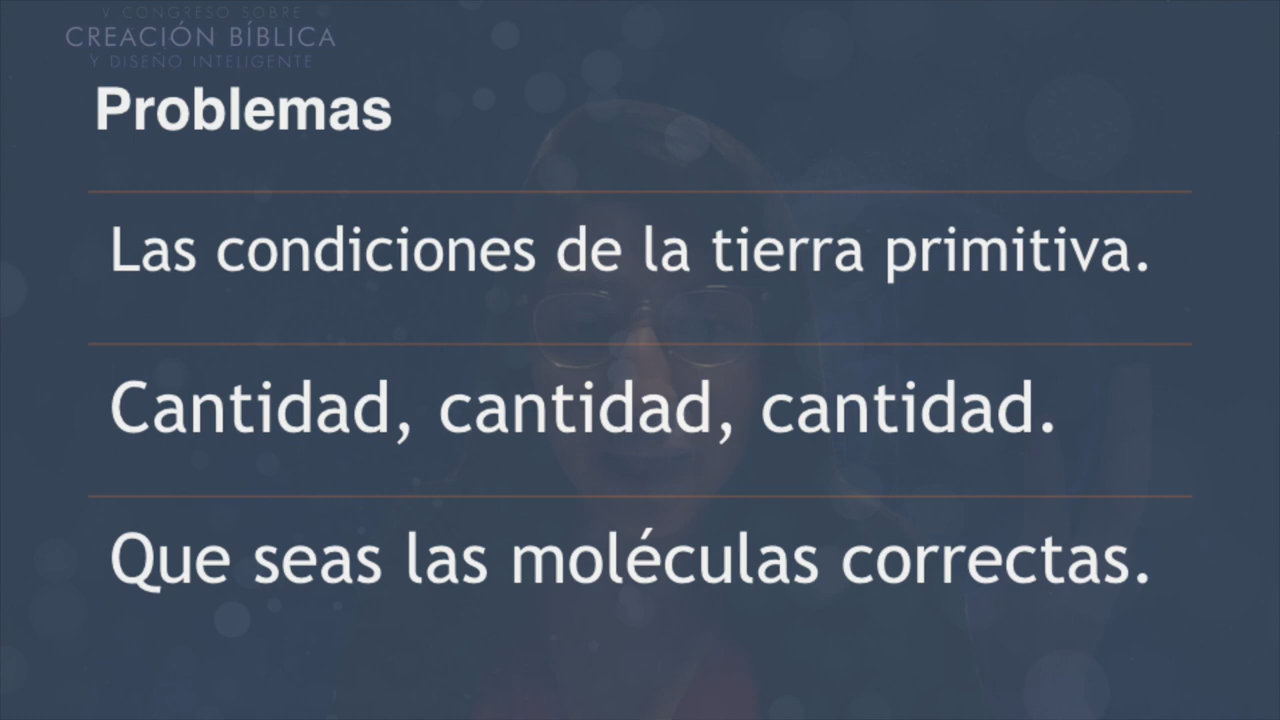 V CONGRESO SOBRE
CREACIÓN BÍBLICA
Y DISEÑO INTELIGENTE
Problemas
Las condiciones de la tierra primitiva.
Cantidad, cantidad, cantidad.
Que seas las moléculas correctas.